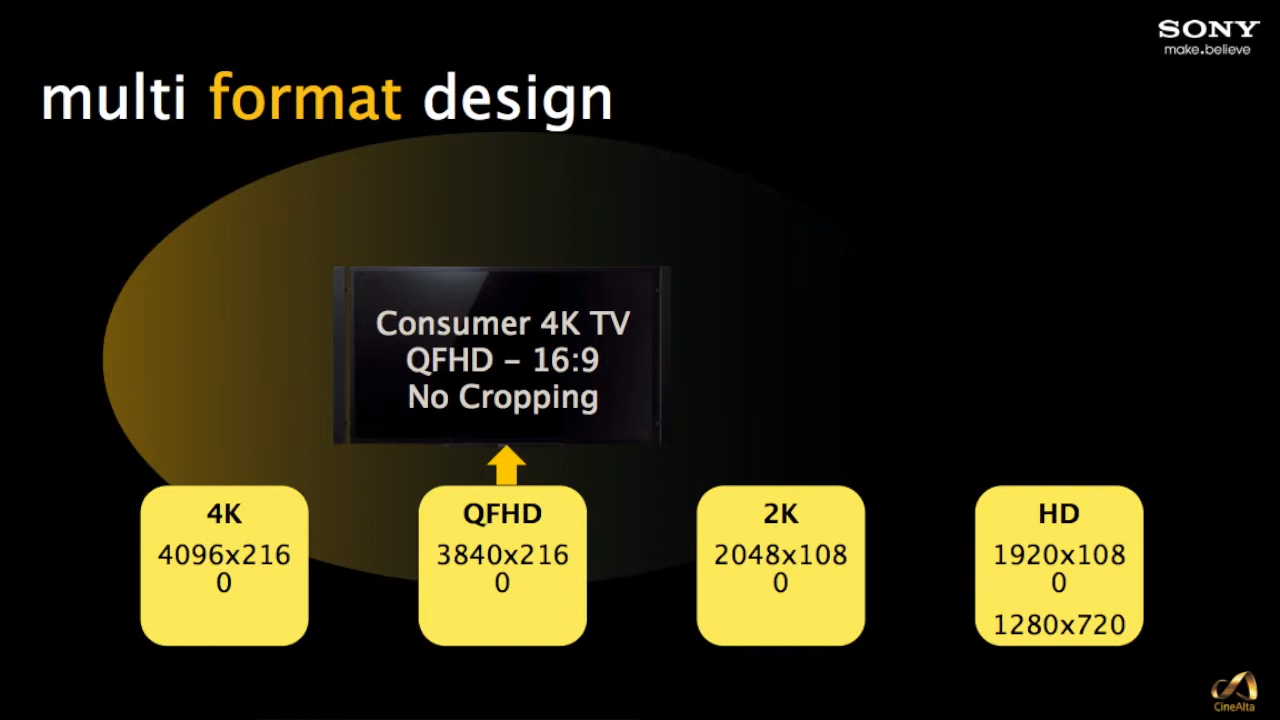 SONY
make.believe
multi format design
Consumer 4K TV
QFHD – 16:9
No Cropping
4K
4096x216
0
QFHD
3840x216
0
2K
2048x108
0
HD
1920x108
0
1280x720
CineAlta